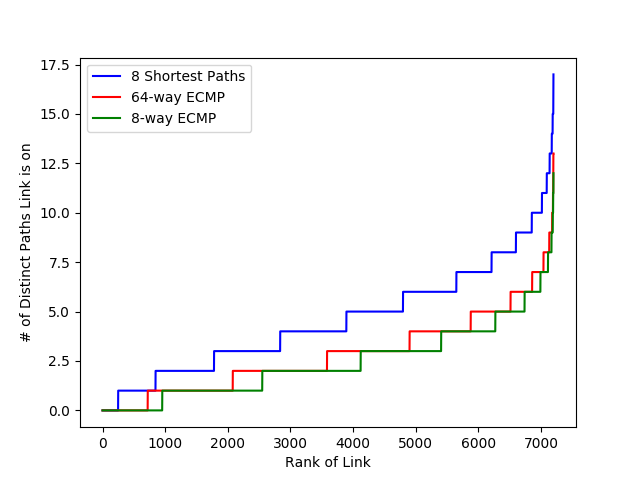 17.5
15.0
12.5
10.0
7.5
5.0
2.5
0.0
# of Distinct Paths Link is on
8 Shortest Paths
64-way ECMP
8-way ECMP
0 1000 2000 3000 4000 5000 6000 7000
Rank of Link